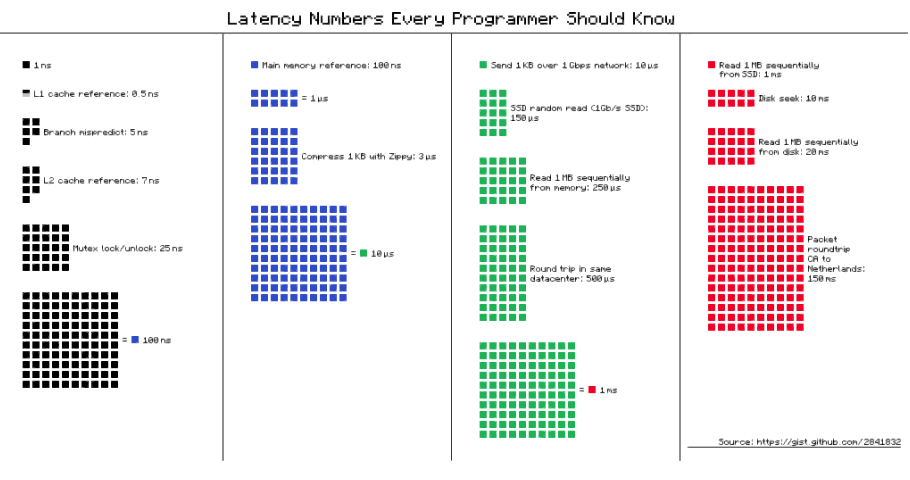 Latency Numbers Every Programmer Should Know
1 ns
L1 cache reference: 0.5 ns
Branch mispredict: 5 ns
L2 cache reference: 7 ns
Mutex lock/unlock: 25 ns
= 100 ns
Main memory reference: 100 ns
= 1 µs
Compress 1 KB with Zippy: 3 µs
= 10 µs
Send 1 KB over 1 Gbps network: 10 µs
SSD random read (1Gb/s SSD):
150 µs
Read 1 MB sequentially
from memory: 250 µs
Round trip in same
datacenter: 500 µs
= 1 ms
Read 1 MB sequentially
from SSD: 1 ms
Disk seek: 10 ms
Read 1 MB sequentially
from disk: 20 ms
Packet
roundtrip
CA to
Netherlands:
150 ms
Source: https://gist.github.com/2841832